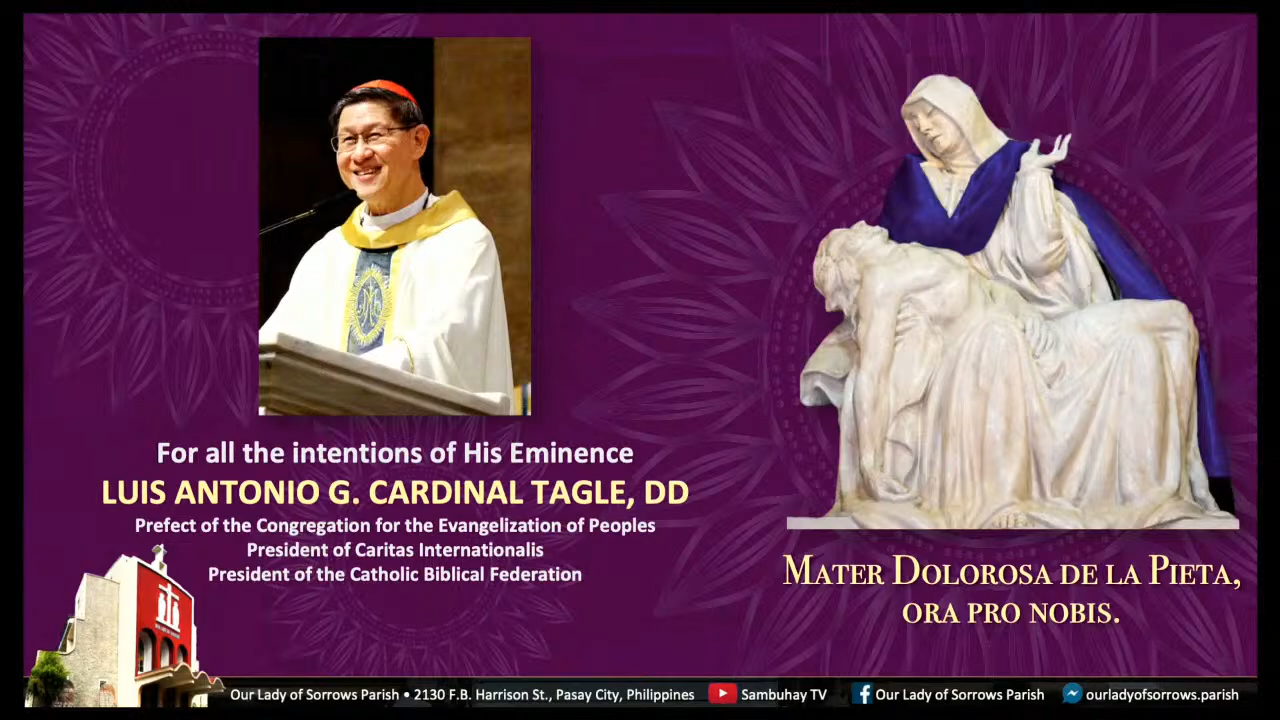 For all the intentions of His Eminence
LUIS ANTONIO G. CARDINAL TAGLE, DD
Prefect of the Congregation for the Evangelization of Peoples
President of Caritas Internationalis
President of the Catholic Biblical Federation
MATER DOLOROSA DE LA PIETA,
ORA PRO NOBIS.
Our Lady of Sorrows Parish • 2130 F.B. Harrison St., Pasay City, Philippines Sambuhay TV Our Lady of Sorrows Parish ourladyofsorrows.parish